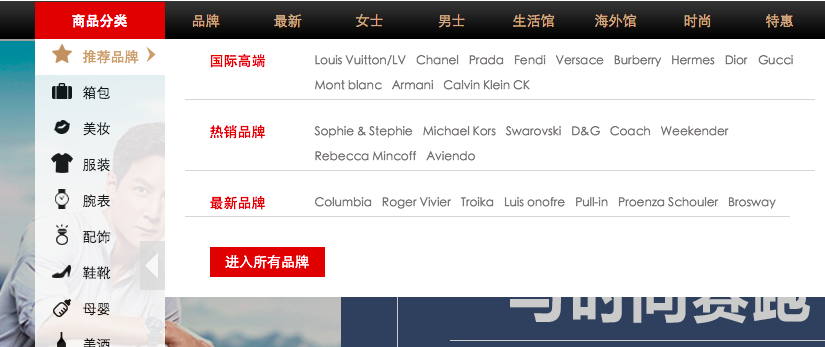 商品分类 品牌 最新 女士 男士 生活馆 海外馆 时尚 特惠
推荐品牌
箱包
美妆
服装
腕表
配饰
鞋靴
母婴
美酒
国际高端 Louis Vuitton/LV Chanel Prada Fendi Versace Burberry Hermes Dior Gucci
Mont blanc Armani Calvin Klein CK
热销品牌 Sophie & Stephie Michael Kors Swarovski D&G Coach Weekender
Rebecca Mincoff Aviendo
最新品牌 Columbia Roger Vivier Troika Luis onofre Pull-in Proenza Schouler Brosway
进入所有品牌
与时间赛跑